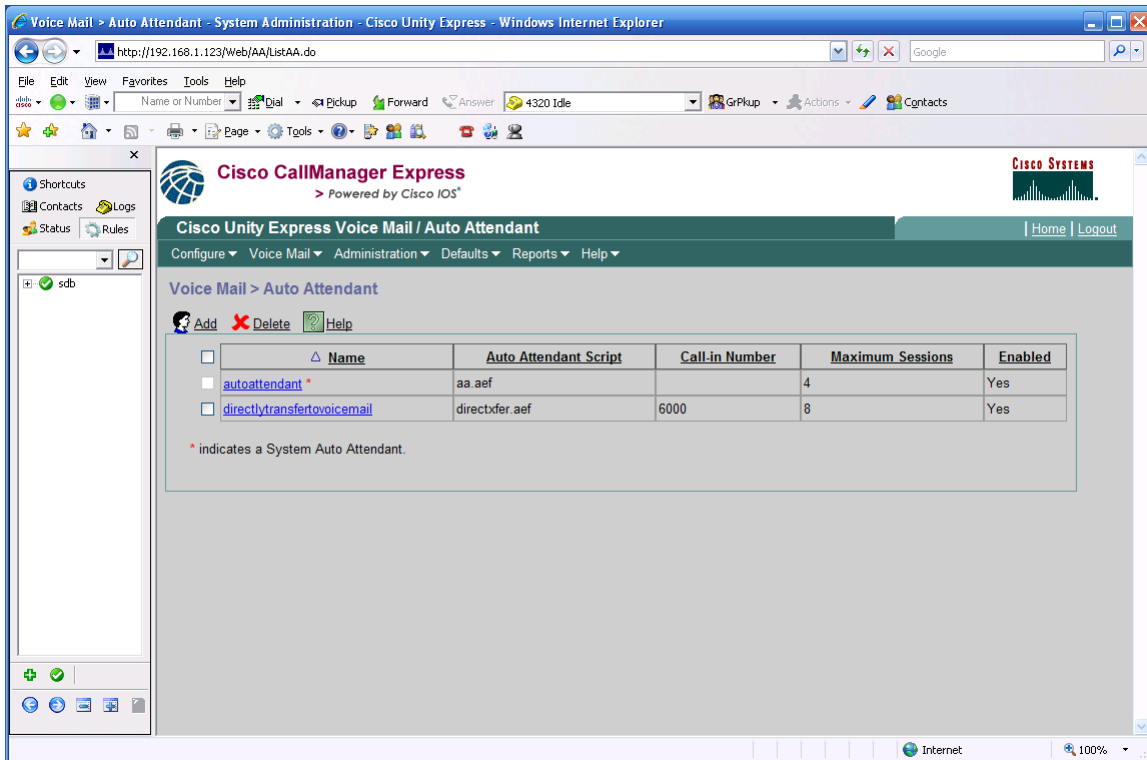 Voice Mail > Auto Attendant - System Administration - Cisco Unity Express - Windows Internet Explorer
http://192.168.1.123/Web/AA/ListAA.do
Google
File Edit View Favorites Tools Help
cisco Name or Number Dial Pickup Forward Answer 4320 Idle GrPkup Actions Contacts
Page Tools
Shortcuts
Contacts Logs
Status Rules
sdb
Cisco CallManager Express
> Powered by Cisco IOS®
CISCO SYSTEMS
Cisco Unity Express Voice Mail / Auto Attendant
| Home | Logout
Configure Voice Mail Administration Defaults Reports Help
Voice Mail > Auto Attendant
Add Delete Help
Name Auto Attendant Script Call-in Number Maximum Sessions Enabled
autoattendant * aa.aef 4 Yes
directlytransfertovoicemail directxfer.aef 6000 8 Yes
* indicates a System Auto Attendant.
Internet 100%